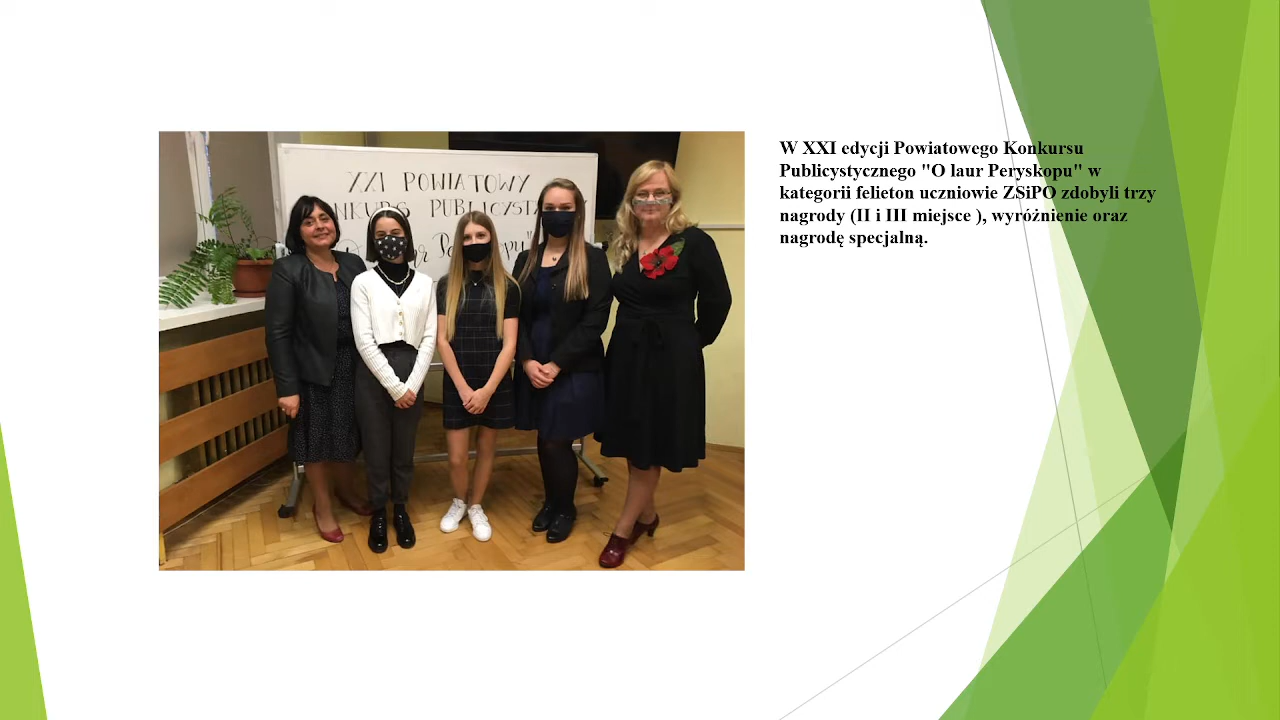 XXI POWIATOWY
W XXI edycji Powiatowego Konkursu
Publicystycznego "O laur Peryskopu" w
kategorii felieton uczniowie ZSiPO zdobyli trzy
nagrody (II i III miejsce ), wyróżnienie oraz
nagrodę specjalną.